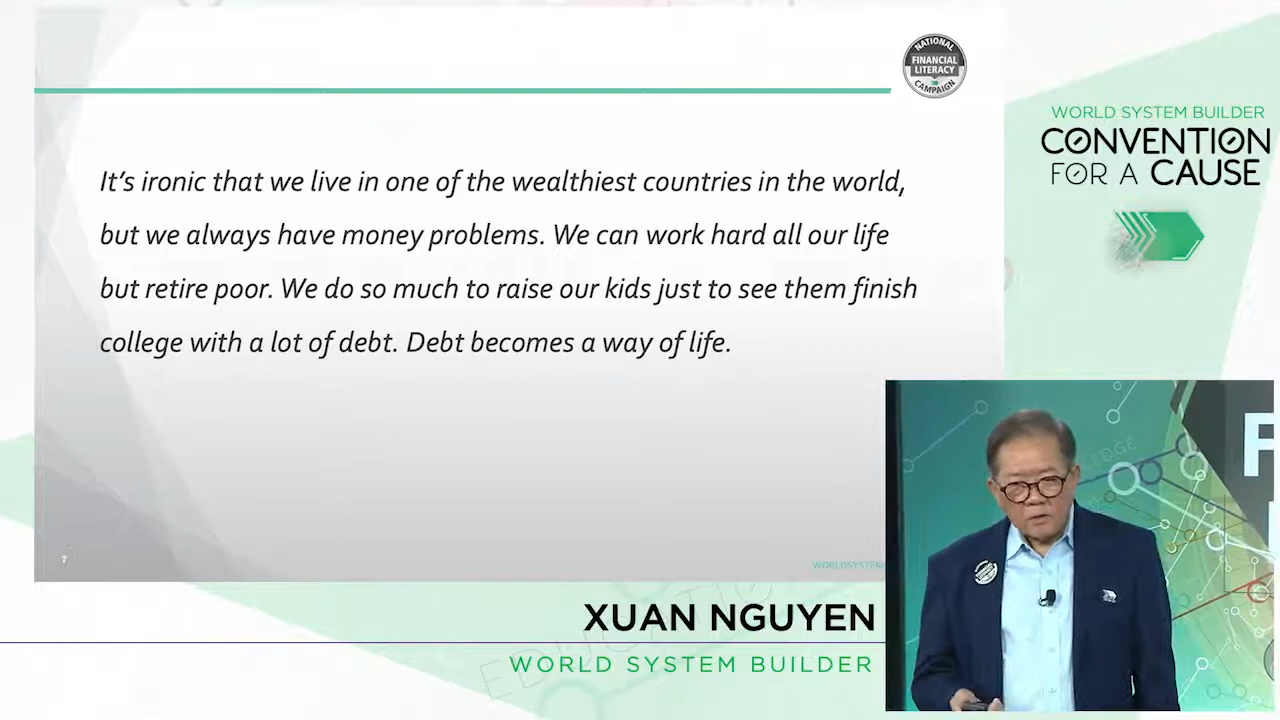 NATIONAL
FINANCIAL
LITERACY
CAMPAIGN
It's ironic that we live in one of the wealthiest countries in the world,
but we always have money problems. We can work hard all our life
but retire poor. We do so much to raise our kids just to see them finish
college with a lot of debt. Debt becomes a way of life.
7
WORLD SYSTEM BUILDER
CONVENTION
FOR A CAUSE
XUAN NGUYEN
WORLD SYSTEM BUILDER